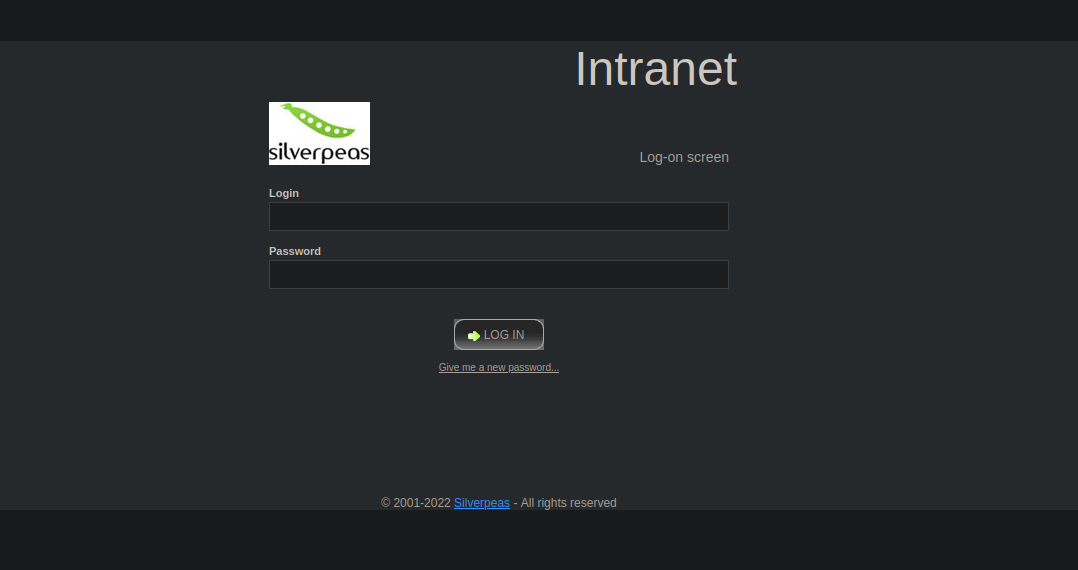 Intranet
silverpeas
Log-on screen
Login
Password
LOG IN
Give me a new password...
© 2001-2022 Silverpeas - All rights reserved